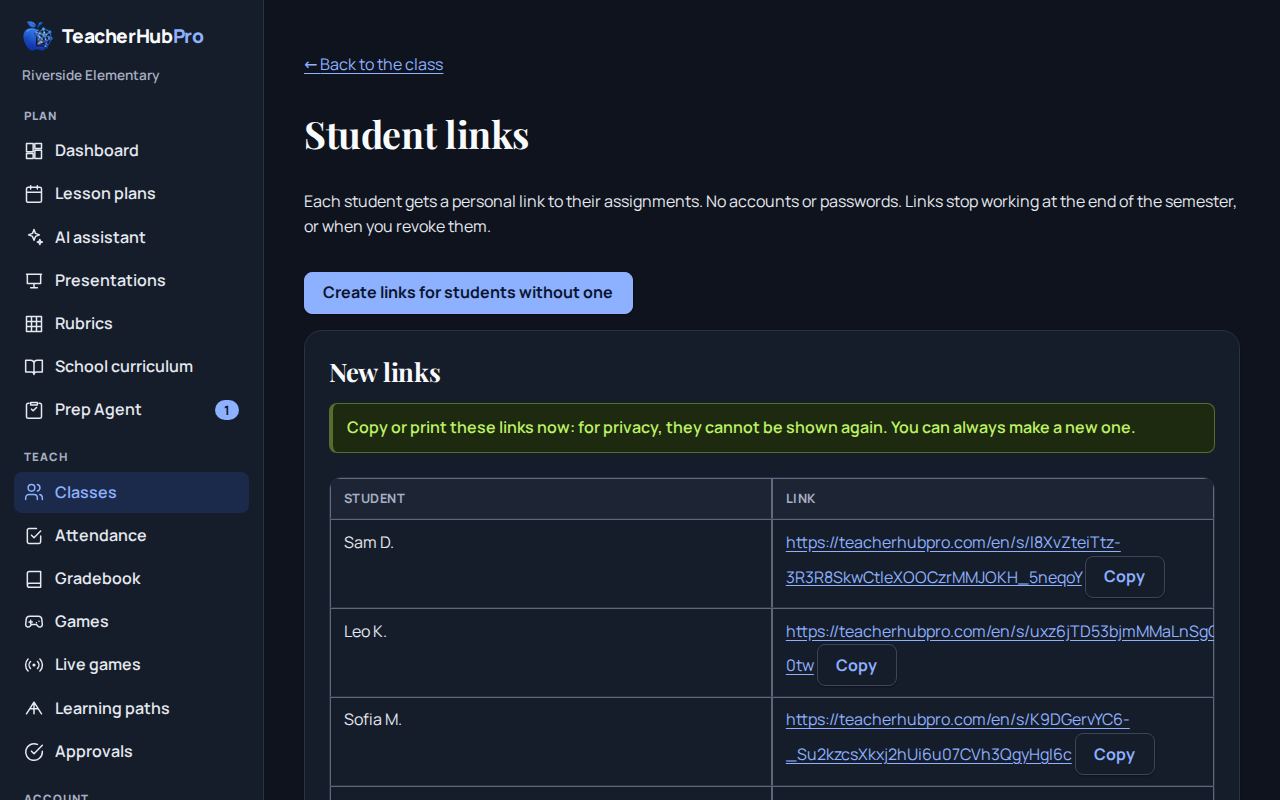 TeacherHubPro
Riverside Elementary
PLAN
Dashboard
Lesson plans
AI assistant
Presentations
Rubrics
School curriculum
Prep Agent 1
TEACH
Classes
Attendance
Gradebook
Games
Live games
Learning paths
Approvals
ACCOUNT
← Back to the class
Student links
Each student gets a personal link to their assignments. No accounts or passwords. Links stop working at the end of the semester,
or when you revoke them.
Create links for students without one
New links
Copy or print these links now: for privacy, they cannot be shown again. You can always make a new one.
STUDENT LINK
Sam D. https://teacherhubpro.com/en/s/I8XvZteiTtz-
3R3R8SkwCtleXOOCzrMMJOKH_5neqoY Copy
Leo K. https://teacherhubpro.com/en/s/uxz6jTD53bjmMMaLnSg
0tw Copy
Sofia M. https://teacherhubpro.com/en/s/K9DGervYC6-
_Su2kzcsXkxj2hUi6u07CVh3QgyHgl6c Copy